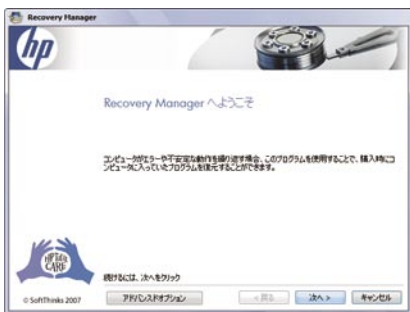 Recovery Manager
hp
Recovery Manager へようこそ
コンピュータがエラーや不安定な動作を繰り返す場合、このプログラムを使用することで、購入時にコ
ンピュータに入っていたプログラムを復元することができます。
HP Total
CARE
続けるには、次へをクリック
© SoftThinks 2007
アドバンスドオプション
< 戻る
次へ >
キャンセル